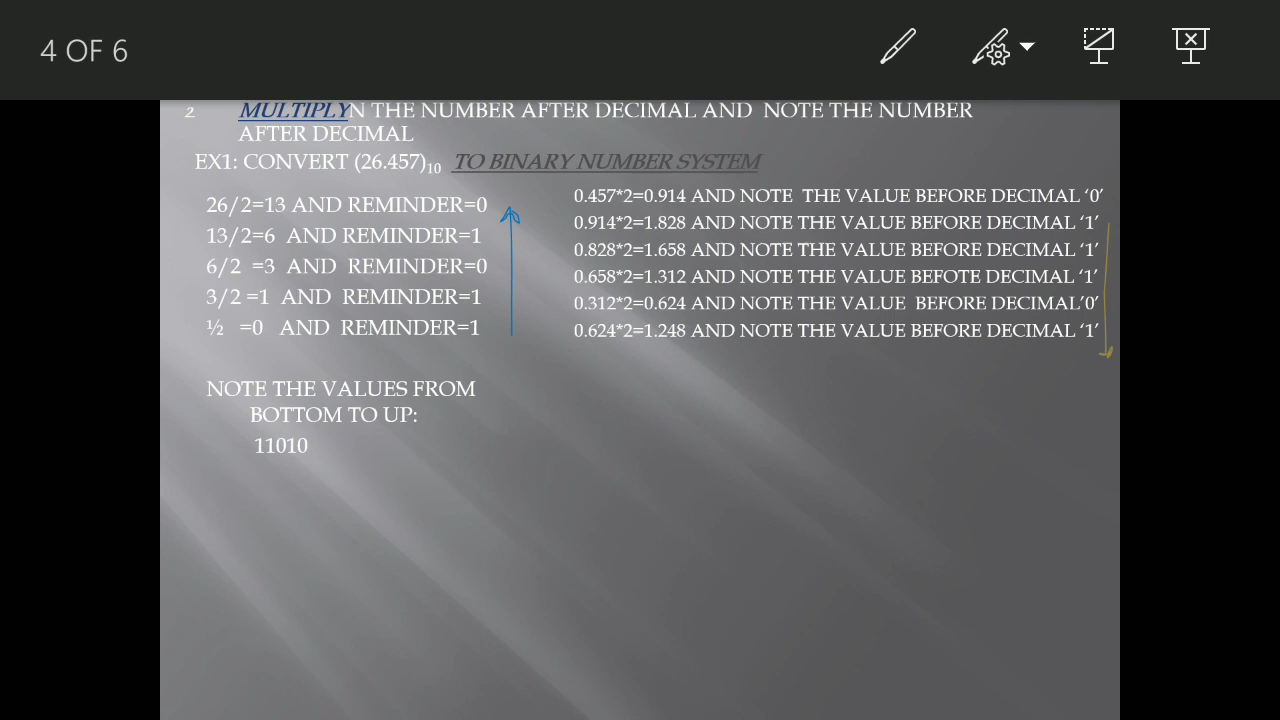 4 OF 6
2 MULTIPLYN THE NUMBER AFTER DECIMAL AND NOTE THE NUMBER
AFTER DECIMAL
EX1: CONVERT (26.457)10 TO BINARY NUMBER SYSTEM
26/2=13 AND REMINDER=0
13/2=6 AND REMINDER=1
6/2 =3 AND REMINDER=0
3/2 =1 AND REMINDER=1
½ =0 AND REMINDER=1
NOTE THE VALUES FROM
BOTTOM TO UP:
11010
0.457*2=0.914 AND NOTE THE VALUE BEFORE DECIMAL ‘0’
0.914*2=1.828 AND NOTE THE VALUE BEFORE DECIMAL ‘1’
0.828*2=1.658 AND NOTE THE VALUE BEFORE DECIMAL ‘1’
0.658*2=1.312 AND NOTE THE VALUE BEFOTE DECIMAL ‘1’
0.312*2=0.624 AND NOTE THE VALUE BEFORE DECIMAL’0’
0.624*2=1.248 AND NOTE THE VALUE BEFORE DECIMAL ‘1’